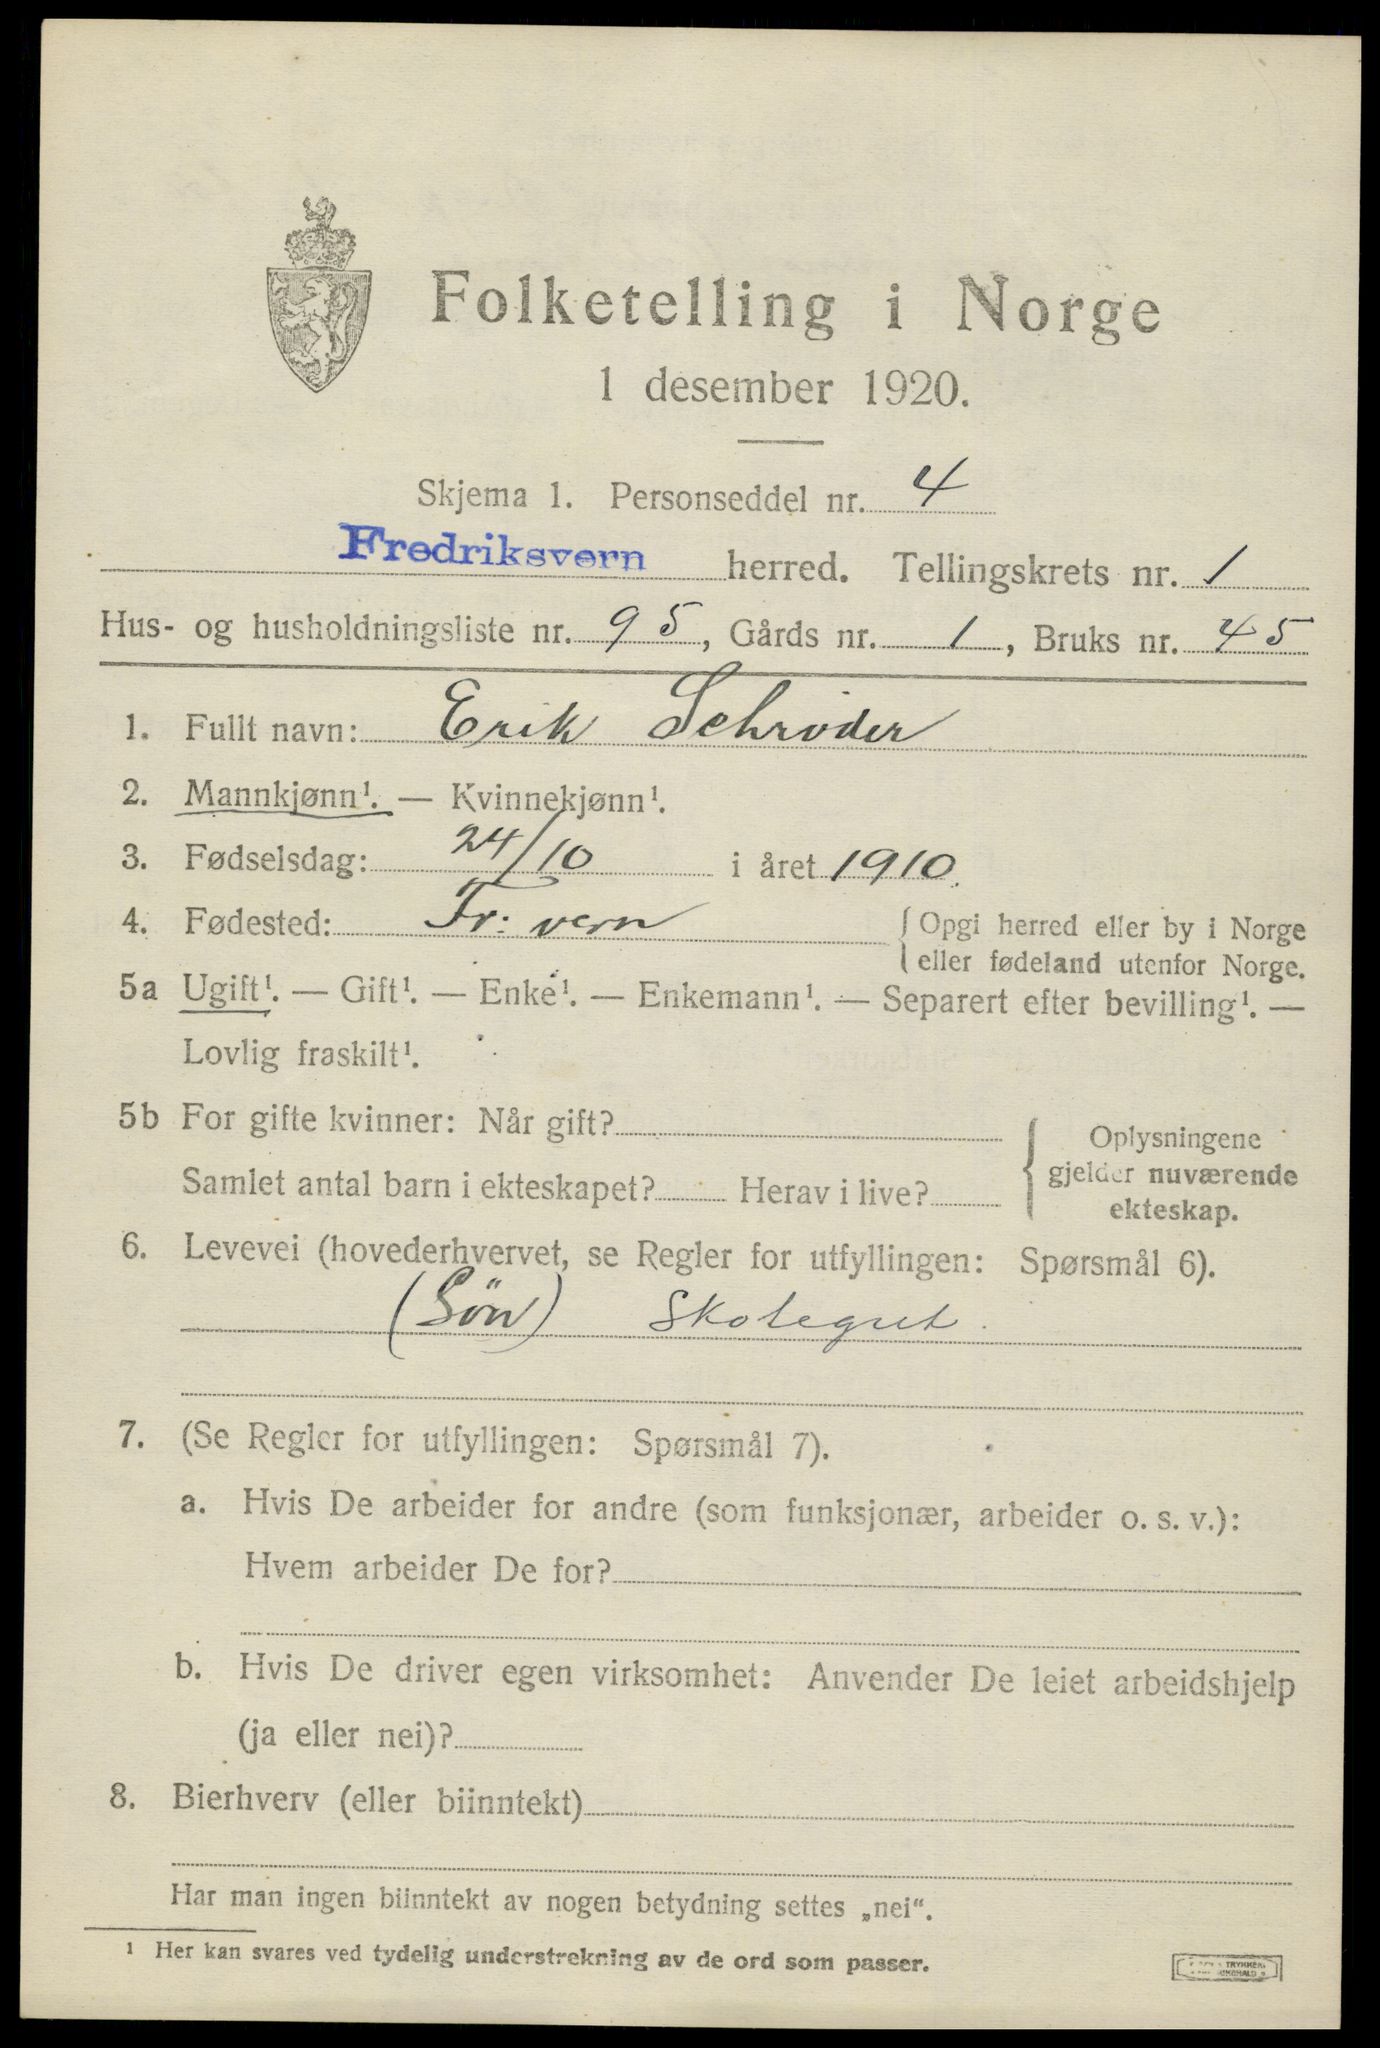 Folketelling i Norge
1 desember 1920.
Skjema 1. Personseddel nr. 4
Fredriksvern herred. Tellingskrets nr. 1
Hus- og husholdningsliste nr. 95, Gårds nr. 1, Bruks nr. 45
1. Fullt navn: Erik Schrøder
2. Mannkjønn¹. — Kvinnekjønn¹.
3. Fødselsdag: 24/10 i året 1910.
4. Fødested: Fr: vern { Opgi herred eller by i Norge
eller fødeland utenfor Norge.
5a Ugift¹. — Gift¹. — Enke¹. — Enkemann¹. — Separert efter bevilling¹. —
Lovlig fraskilt¹.
5b For gifte kvinner: Når gift?
Samlet antal barn i ekteskapet? Herav i live?
{ Oplysningene
gjelder nuværende
ekteskap.
6. Levevei (hovederhvervet, se Regler for utfyllingen: Spørsmål 6).
(Sön) Skolegut.
7. (Se Regler for utfyllingen: Spørsmål 7).
a. Hvis De arbeider for andre (som funksjonær, arbeider o. s. v.):
Hvem arbeider De for?
b. Hvis De driver egen virksomhet: Anvender De leiet arbeidshjelp
(ja eller nei)?
8. Bierhverv (eller biinntekt)
Har man ingen biinntekt av nogen betydning settes „nei“.
¹ Her kan svares ved tydelig understrekning av de ord som passer.